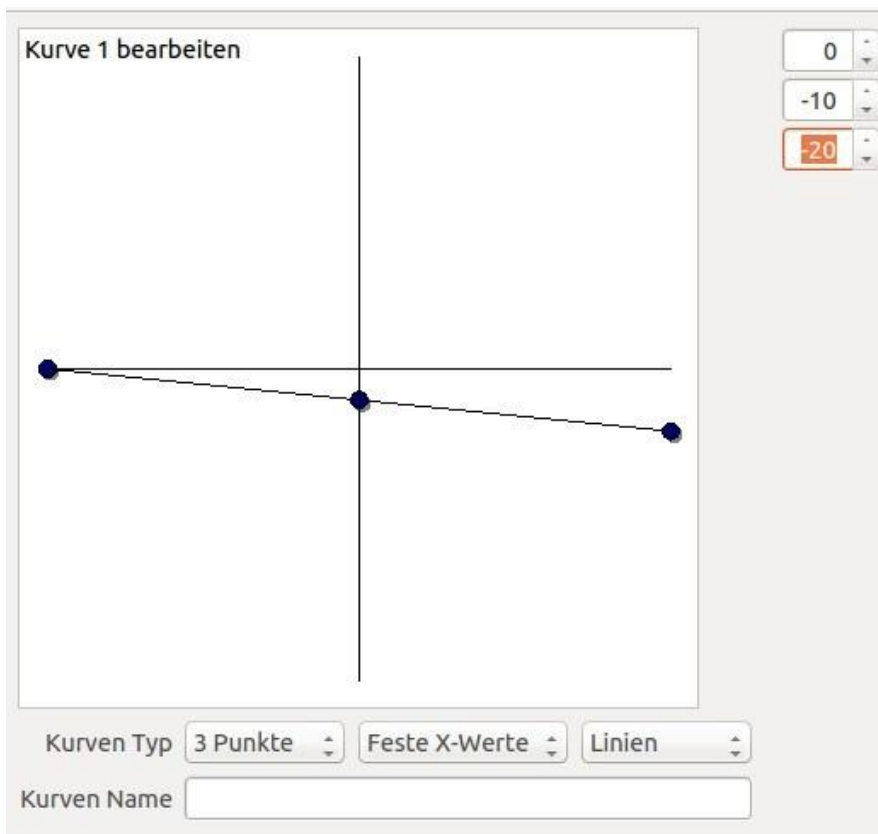 Kurve 1 bearbeiten
0
-10
-20
Kurven Typ 3 Punkte Feste X-Werte Linien
Kurven Name